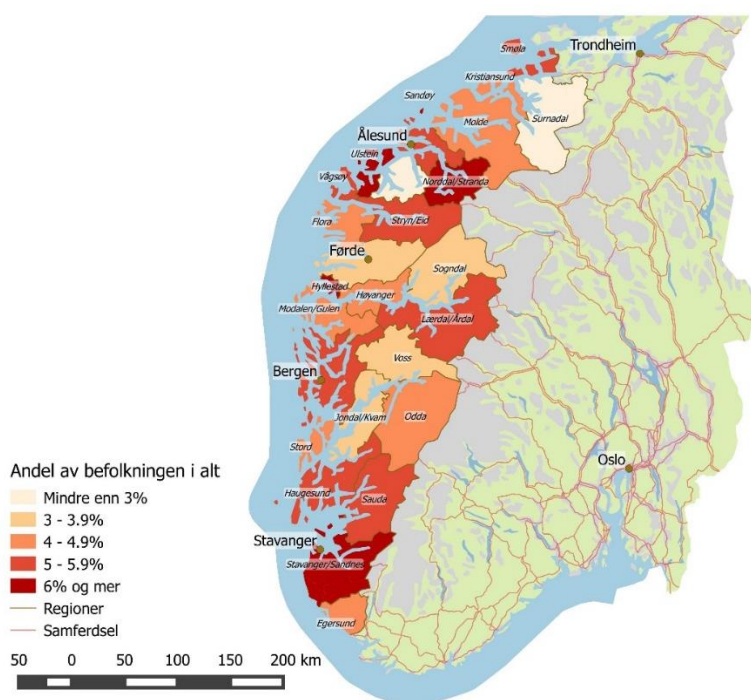 Smøla
Trondheim
Kristiansund
Sandøy
Molde
Surnadal
Ålesund
Ulstein
Vågsøy
Norddal/Stranda
Flora
Stryn/Eid
Førde
Sogndal
Hyllestad
Høyanger
Modalen/Gulen
Lærdal/Årdal
Voss
Bergen
Jondal/Kvam
Odda
Stord
Oslo
Andel av befolkningen i alt
Mindre enn 3%
3 - 3.9%
4 - 4.9%
5 - 5.9%
6% og mer
Regioner
Samferdsel
Haugesund
Sauda
Stavanger
Stavanger/Sandnes
Egersund
50 0 50 100 150 200 km